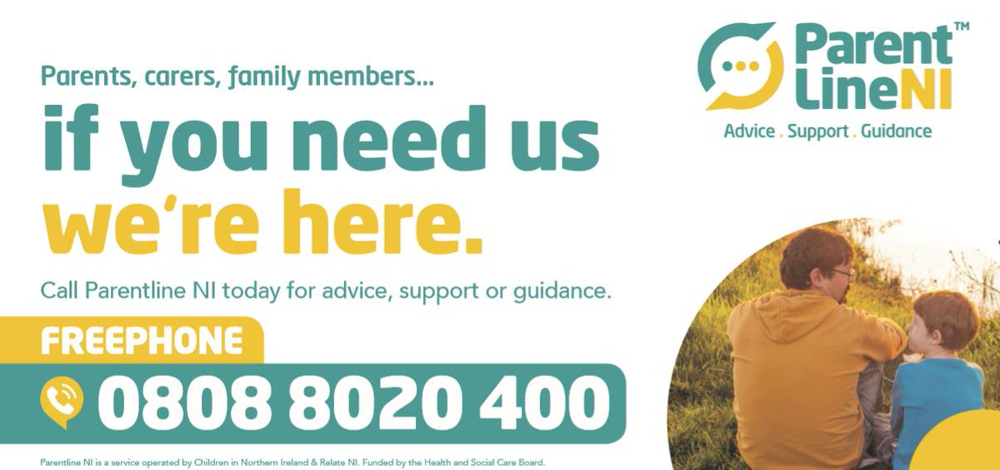 Parents, carers, family members...
if you need us
we're here.
Call Parentline NI today for advice, support or guidance.
FREEPHONE
0808 8020 400
Parentline NI is a service operated by Children in Northern Ireland & Relate NI. Funded by the Health and Social Care Board.
Parent™
LineNI
Advice . Support . Guidance